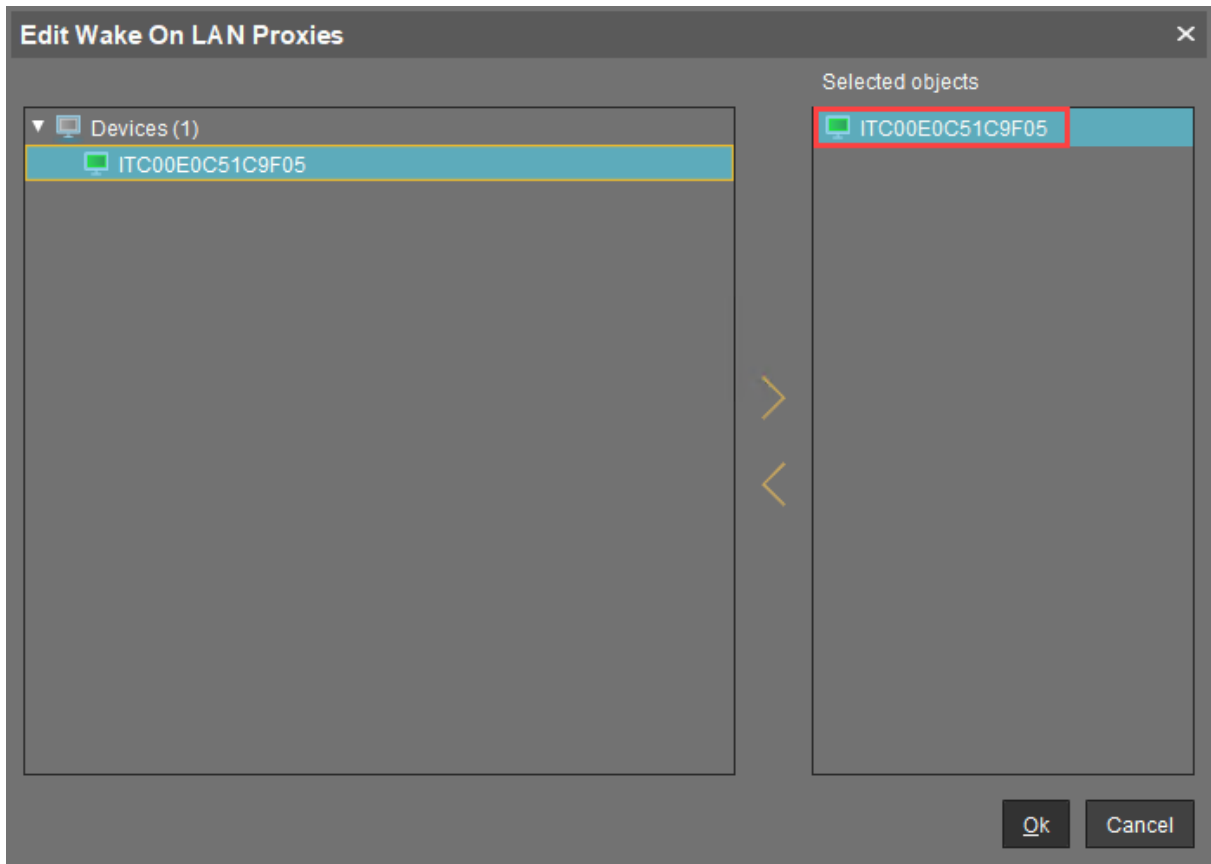 Edit Wake On LAN Proxies
Selected objects
Devices (1)
ITC00E0C51C9F05
ITC00E0C51C9F05
Ok
Cancel